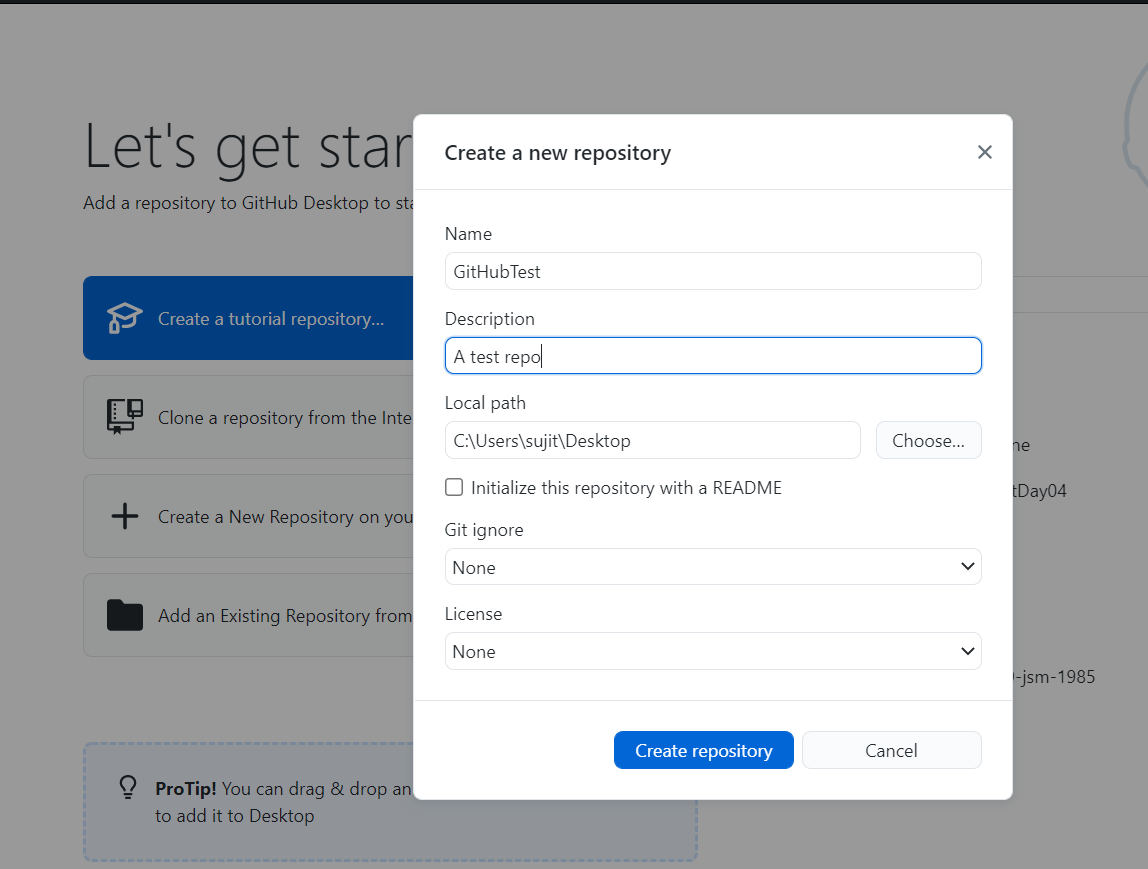 Let's get star
Add a repository to GitHub Desktop to sta
Create a tutorial repository...
Clone a repository from the Inte
Create a New Repository on you
Add an Existing Repository from
ProTip! You can drag & drop an
to add it to Desktop
Create a new repository
Name
GitHubTest
Description
A test repo
Local path
C:\Users\sujit\Desktop
Choose...
Initialize this repository with a README
Git ignore
None
License
None
Create repository
Cancel
ne
tDay04
-jsm-1985